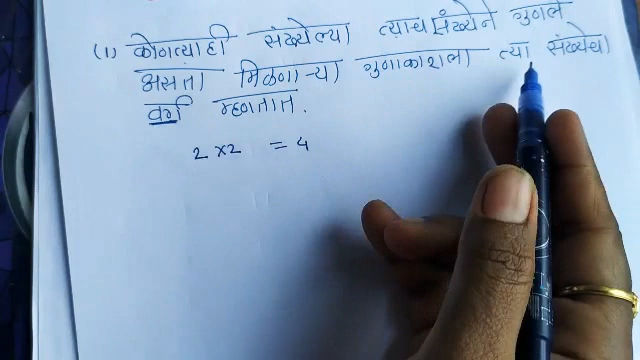 (1) कोणत्याही संख्येला त्याच संख्येने गुणले
असता मिळणाऱ्या गुणाकाराला त्या संख्येचा
वर्ग म्हणतात.
2 × 2 = 4